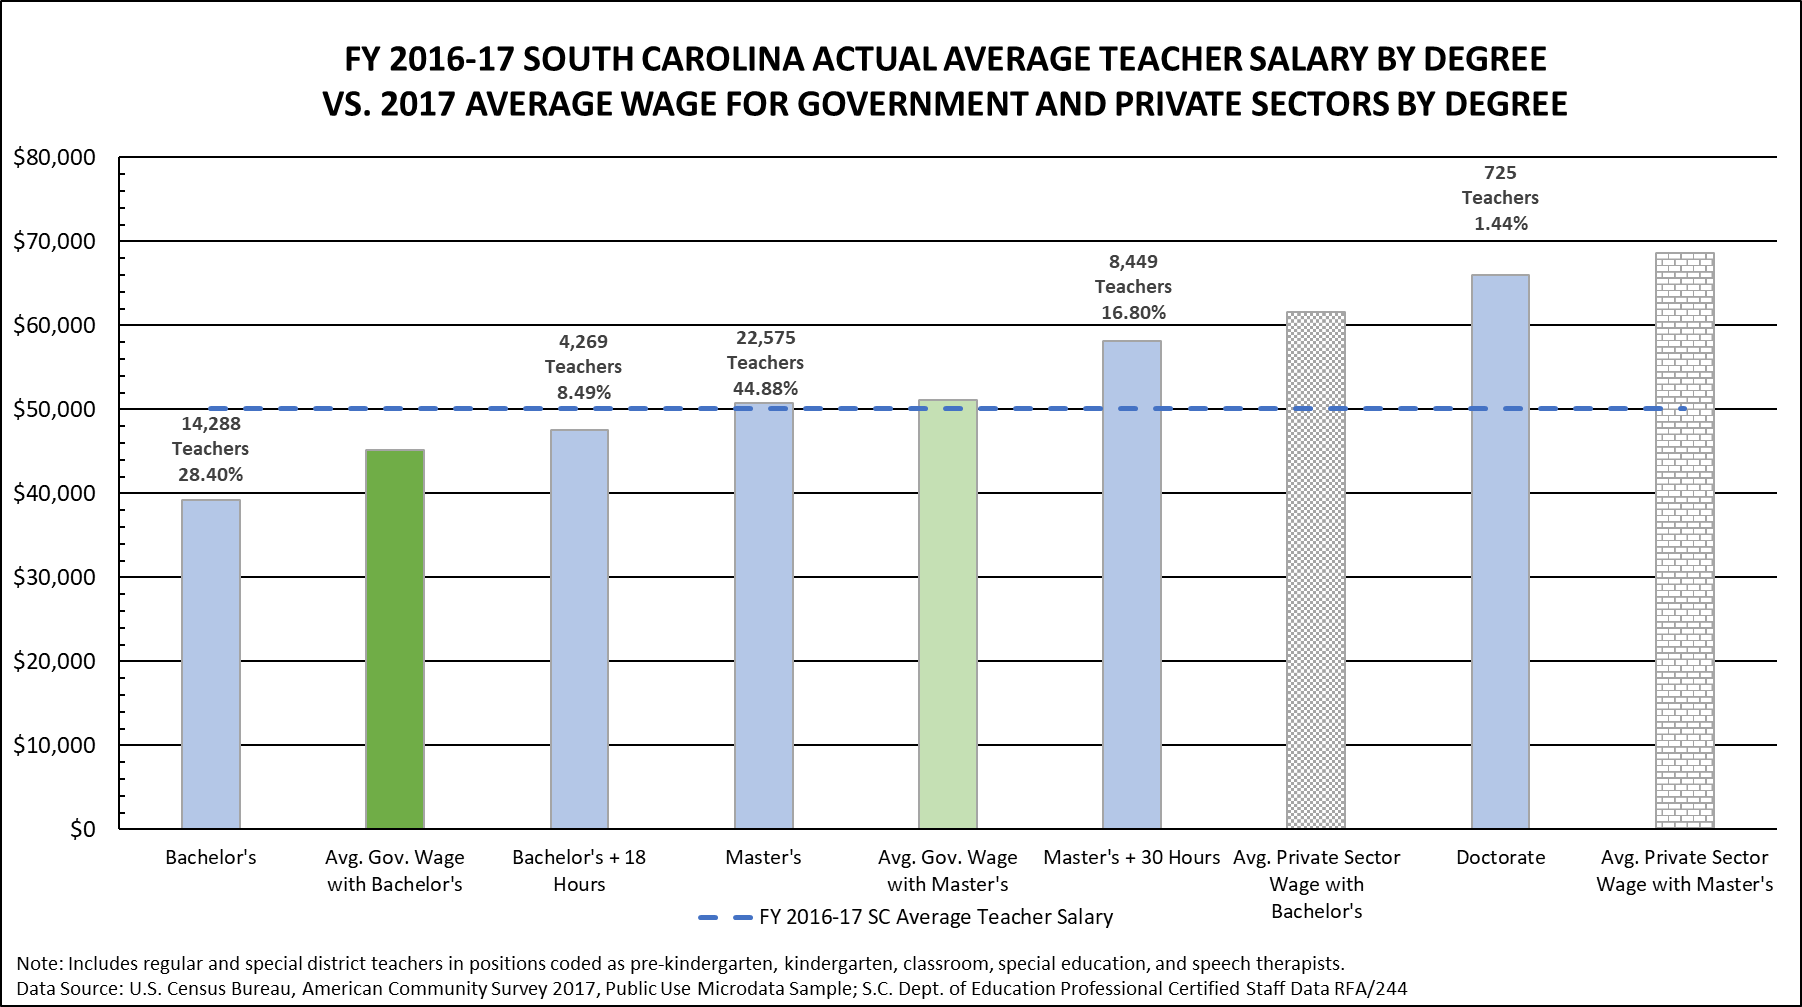 FY 2016-17 SOUTH CAROLINA ACTUAL AVERAGE TEACHER SALARY BY DEGREE
VS. 2017 AVERAGE WAGE FOR GOVERNMENT AND PRIVATE SECTORS BY DEGREE
$80,000
$70,000
$60,000
$50,000
$40,000
$30,000
$20,000
$10,000
$0
14,288
Teachers
28.40%
4,269
Teachers
8.49%
22,575
Teachers
44.88%
8,449
Teachers
16.80%
725
Teachers
1.44%
Bachelor's
Avg. Gov. Wage
with Bachelor's
Bachelor's + 18
Hours
Master's
Avg. Gov. Wage
with Master's
Master's + 30 Hours
Avg. Private Sector
Wage with
Bachelor's
Doctorate
Avg. Private Sector
Wage with Master's
FY 2016-17 SC Average Teacher Salary
Note: Includes regular and special district teachers in positions coded as pre-kindergarten, kindergarten, classroom, special education, and speech therapists.
Data Source: U.S. Census Bureau, American Community Survey 2017, Public Use Microdata Sample; S.C. Dept. of Education Professional Certified Staff Data RFA/244